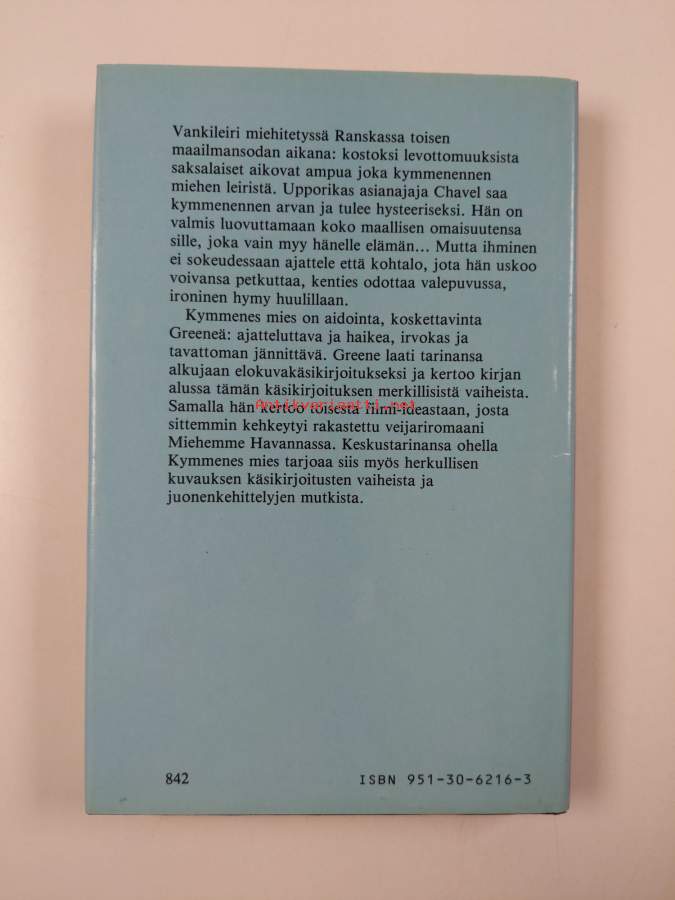 Vankileiri miehitetyssä Ranskassa toisen
maailmansodan aikana: kostoksi levottomuuksista
saksalaiset aikovat ampua joka kymmenennen
miehen leiristä. Upporikas asianajaja Chavel saa
kymmenennen arvan ja tulee hysteeriseksi. Hän on
valmis luovuttamaan koko maallisen omaisuutensa
sille, joka vain myy hänelle elämän... Mutta ihminen
ei sokeudessaan ajattele että kohtalo, jota hän uskoo
voivansa petkuttaa, kenties odottaa valepuvussa,
ironinen hymy huulillaan.
Kymmenes mies on aidointa, koskettavinta
Greeneä: ajatteluttava ja haikea, irvokas ja
tavattoman jännittävä. Greene laati tarinansa
alkujaan elokuvakäsikirjoitukseksi ja kertoo kirjan
alussa tämän käsikirjoituksen merkillisistä vaiheista.
Antikvariaatti.net
Samalla hän kertoo toisesta filmi-ideastaan, josta
sittemmin kehkeytyi rakastettu veijariromaani
Miehemme Havannassa. Keskustarinansa ohella
Kymmenes mies tarjoaa siis myös herkullisen
kuvauksen käsikirjoitusten vaiheista ja
juonenkehittelyjen mutkista.
842 ISBN 951-30-6216-3